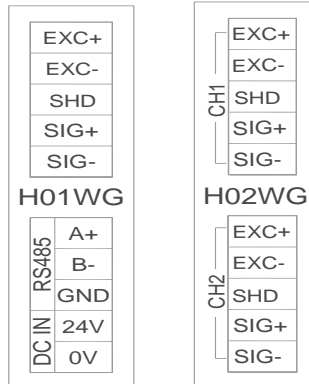 EXC+
EXC-
SHD
SIG+
SIG-
H01WG
RS485
A+
B-
GND
DC IN
24V
0V
CH1
EXC+
EXC-
SHD
SIG+
SIG-
H02WG
CH2
EXC+
EXC-
SHD
SIG+
SIG-